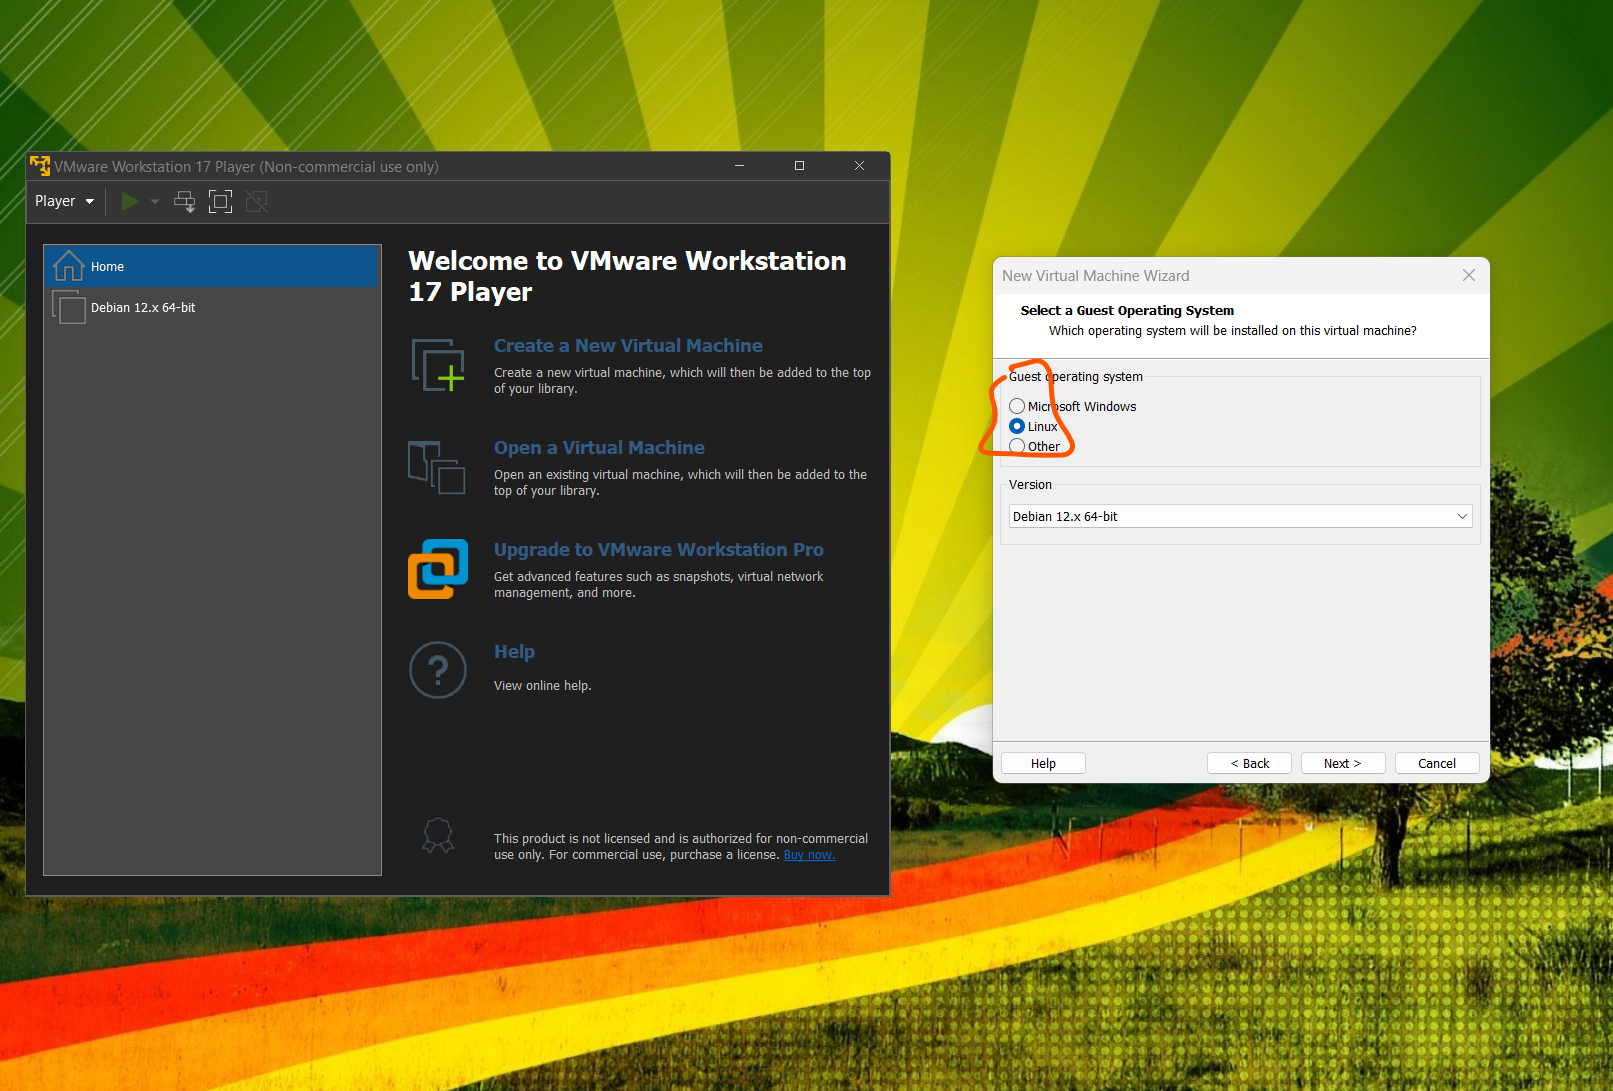 VMware Workstation 17 Player (Non-commercial use only)
Player
Home
Debian 12.x 64-bit
Welcome to VMware Workstation
17 Player
Create a New Virtual Machine
Create a new virtual machine, which will then be added to the top
of your library.
Open a Virtual Machine
Open an existing virtual machine, which will then be added to the
top of your library.
Upgrade to VMware Workstation Pro
Get advanced features such as snapshots, virtual network
management, and more.
?
Help
View online help.
This product is not licensed and is authorized for non-commercial
use only. For commercial use, purchase a license. Buy now.
New Virtual Machine Wizard
Select a Guest Operating System
Which operating system will be installed on this virtual machine?
Guest operating system
Microsoft Windows
Linux
Other
Version
Debian 12.x 64-bit
Help
< Back
Next >
Cancel